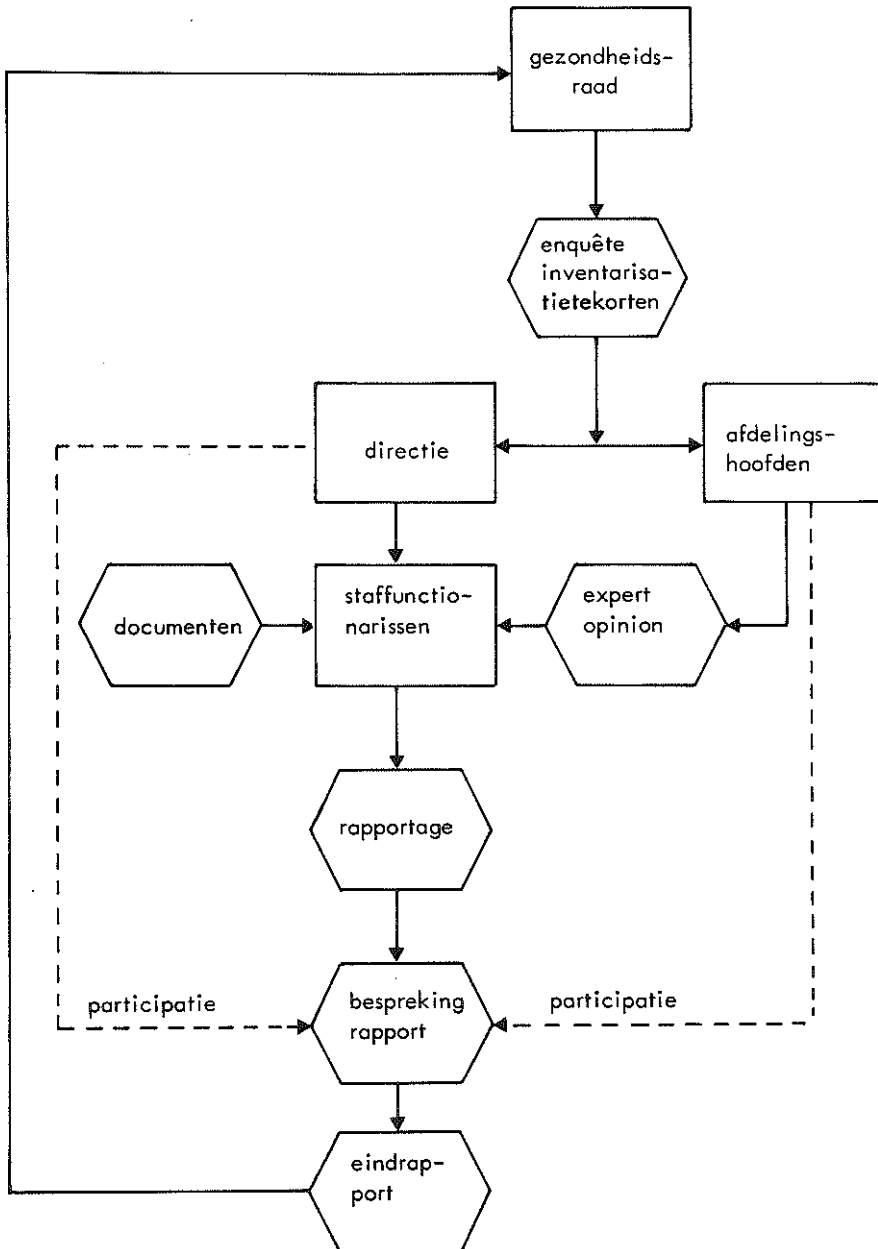 gezondheids-
raad
enquête
inventarisa-
tietekorten
directie
afdelings-
hoofden
documenten
staffunctio-
narissen
expert
opinion
rapportage
participatie
bespreking
rapport
participatie
eindrap-
port